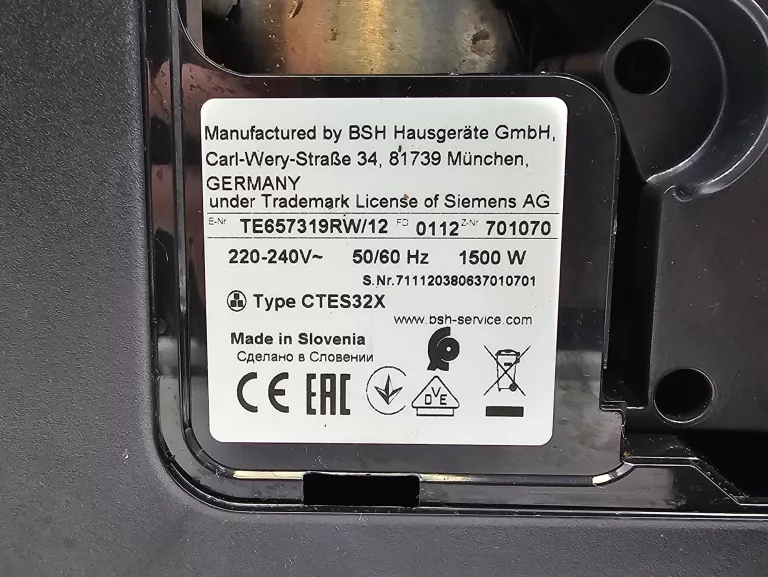 Manufactured by BSH Hausgeräte GmbH,
Carl-Wery-Straße 34, 81739 München,
GERMANY
under Trademark License of Siemens AG
E-Nr TE657319RW/12 FD 0112 Z-Nr 701070
220-240V~ 50/60 Hz 1500 W
S.Nr.711120380637010701
Type CTES32X
www.bsh-service.com
Made in Slovenia
Сделано в Словении
CE EAC DVE